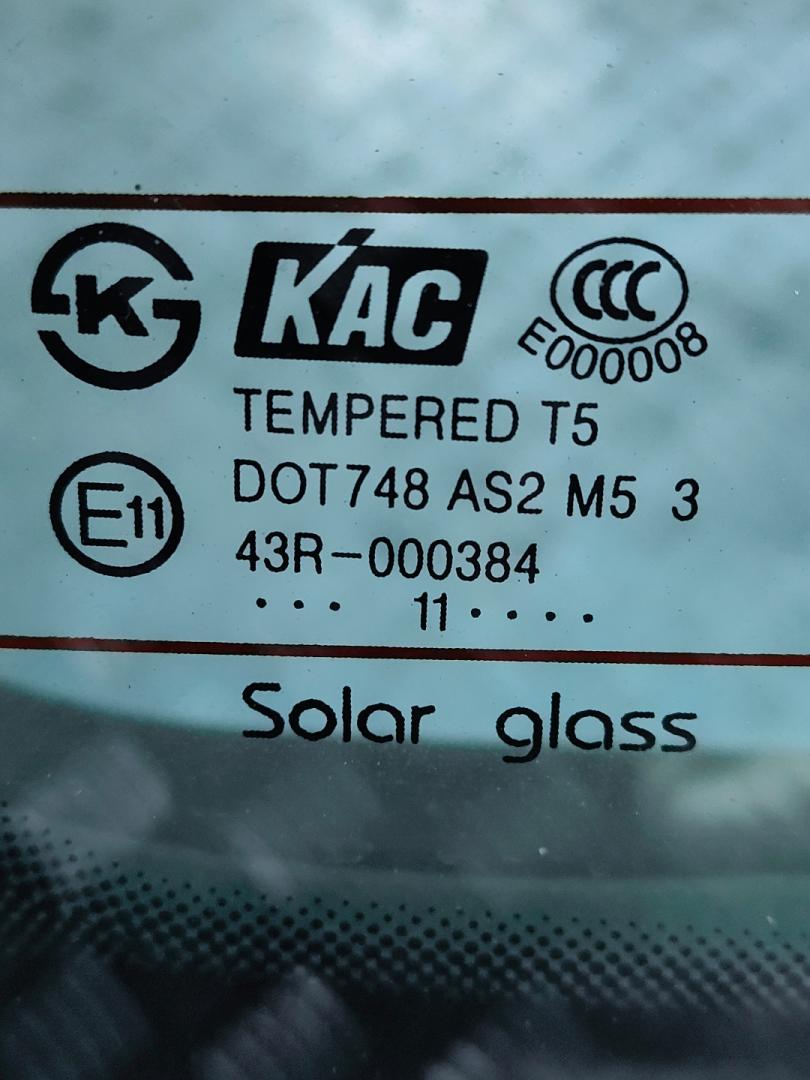 K
KAC
CCC
E000008
TEMPERED T5
E11
DOT748 AS2 M5 3
43R-000384
••• 11 ••••
Solar glass